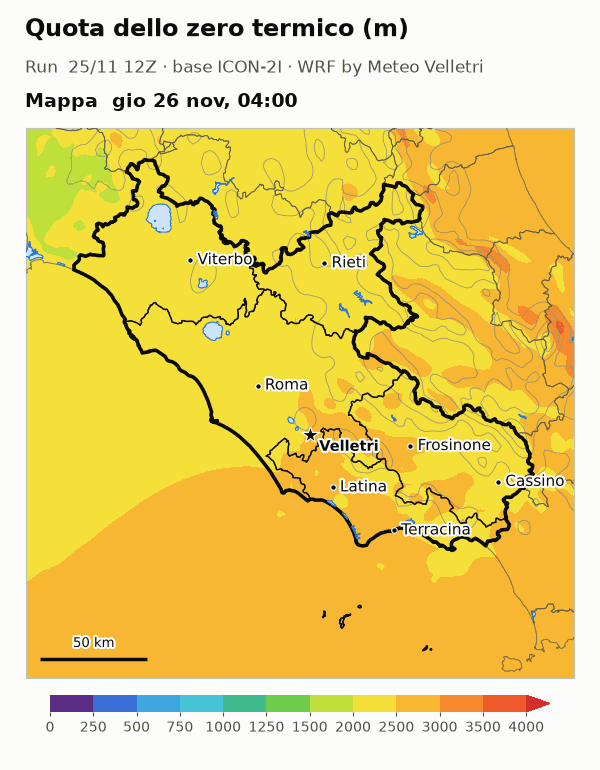 Quota dello zero termico (m)
Run  25/11 12Z · base ICON-2I · WRF by Meteo Velletri
Mappa  gio 26 nov, 04:00
Viterbo
Rieti
Roma
Velletri
Frosinone
Cassino
Latina
Terracina
50 km
0 250 500 750 1000 1250 1500 2000 2500 3000 3500 4000